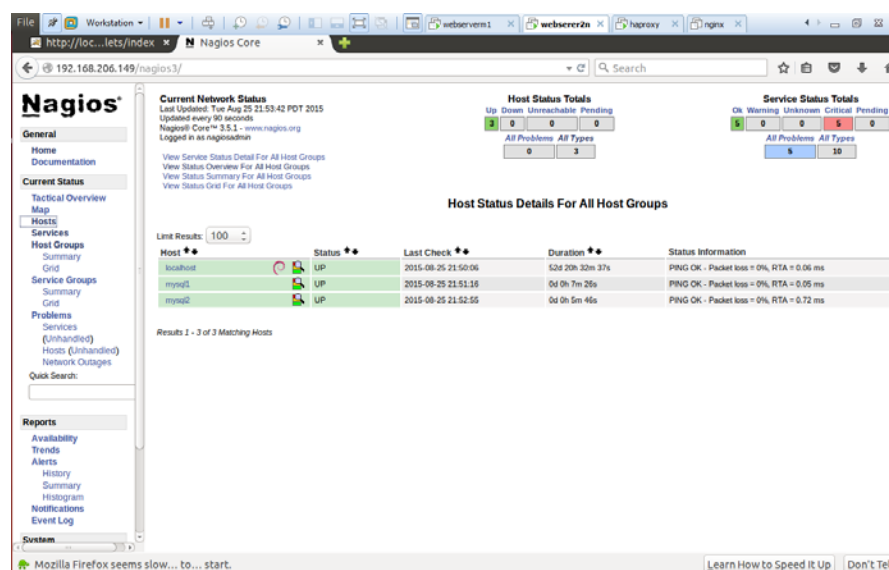 File Workstation
webserverm1 × webserer2n × haproxy × nginx ×
http://loc...lets/index × N Nagios Core ×
192.168.206.149/nagios3/ Search
Nagios®
General
Home
Documentation
Current Status
Tactical Overview
Map
Hosts
Services
Host Groups
Summary
Grid
Service Groups
Summary
Grid
Problems
Services
(Unhandled)
Hosts (Unhandled)
Network Outages
Quick Search:
Reports
Availability
Trends
Alerts
History
Summary
Histogram
Notifications
Event Log
System
Current Network Status
Last Updated: Tue Aug 25 21:53:42 PDT 2015
Updated every 90 seconds
Nagios® Core™ 3.5.1 - www.nagios.org
Logged in as nagiosadmin
View Service Status Detail For All Host Groups
View Status Overview For All Host Groups
View Status Summary For All Host Groups
View Status Grid For All Host Groups
Host Status Totals
Up Down Unreachable Pending
3 0 0 0
All Problems All Types
0 3
Service Status Totals
Ok Warning Unknown Critical Pending
5 0 0 5 0
All Problems All Types
5 10
Host Status Details For All Host Groups
Limit Results: 100
Host Status Last Check Duration Status Information
localhost UP 2015-08-25 21:50:06 52d 20h 32m 37s PING OK - Packet loss = 0%, RTA = 0.06 ms
mysql1 UP 2015-08-25 21:51:16 0d 0h 7m 26s PING OK - Packet loss = 0%, RTA = 0.05 ms
mysql2 UP 2015-08-25 21:52:55 0d 0h 5m 46s PING OK - Packet loss = 0%, RTA = 0.72 ms
Results 1 - 3 of 3 Matching Hosts
Mozilla Firefox seems slow... to... start.
Learn How to Speed It Up Don't Tel